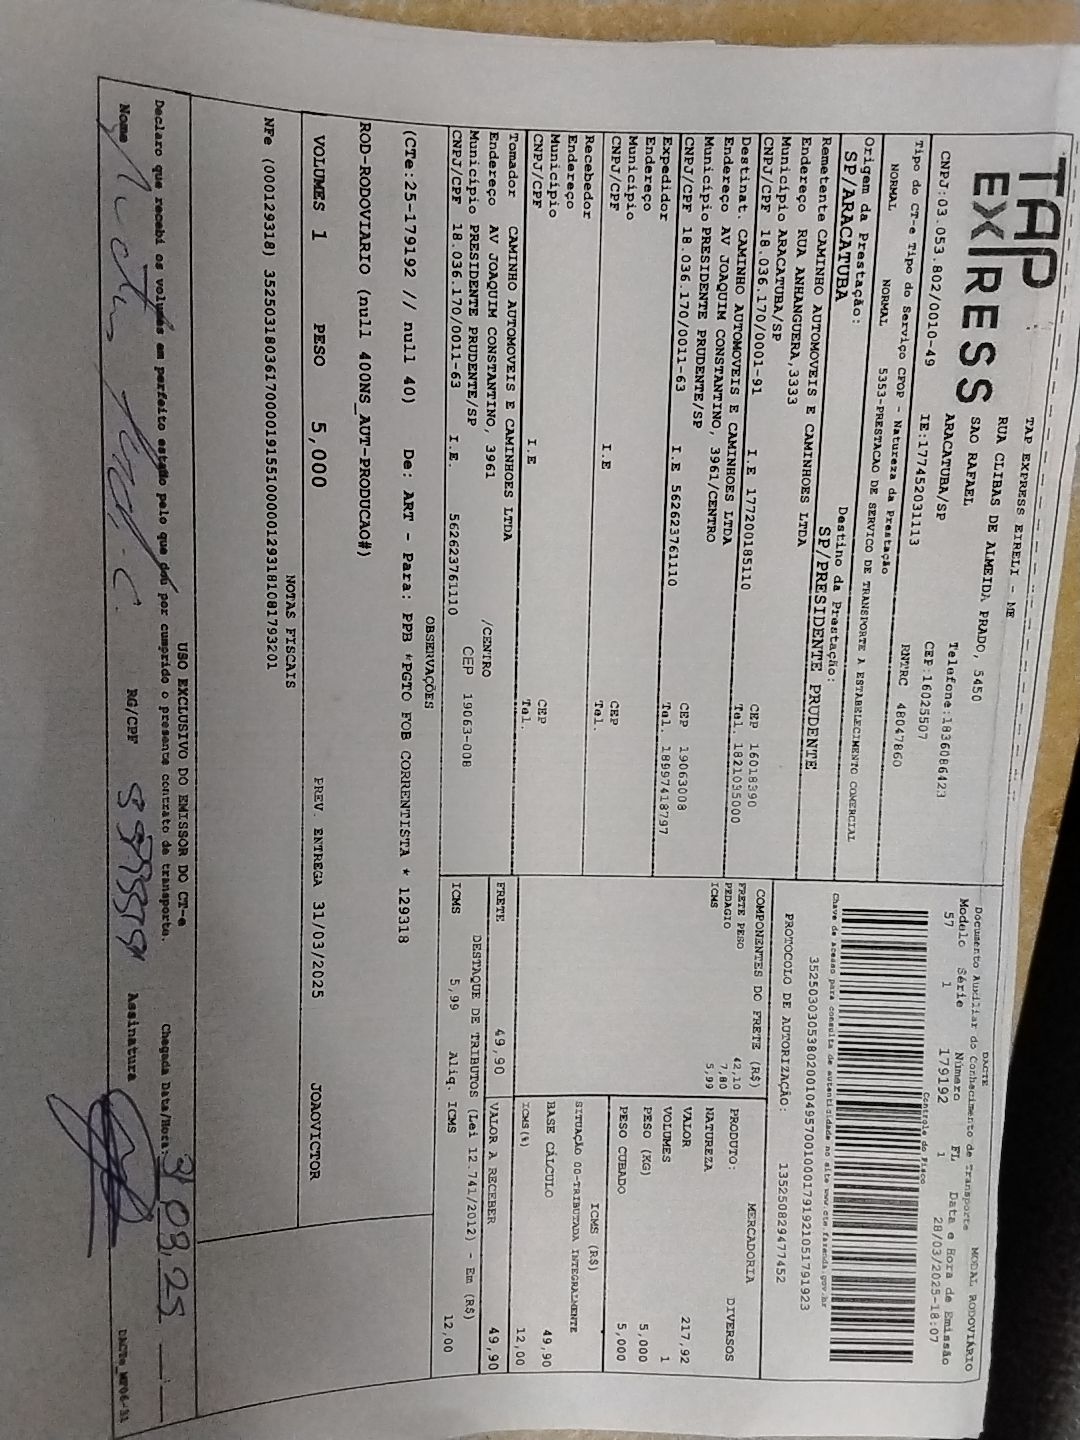 TAP EXPRESS
TAP EXPRESS EIRELI - ME
RUA CLIBAS DE ALMEIDA PRADO, 5450
SAO RAFAEL Telefone:1836086423
ARACATUBA/SP CEP:16025507
CNPJ:03.053.802/0010-49 IE:177452031113
Tipo do CT-e Tipo do Serviço CFOP - Natureza da Prestação RNTRC 48047860
NORMAL NORMAL 5353-PRESTACAO DE SERVICO DE TRANSPORTE A ESTABELECIMENTO COMERCIAL
Origem da Prestação: Destino da Prestação:
SP/ARACATUBA SP/PRESIDENTE PRUDENTE
Remetente CAMINHO AUTOMOVEIS E CAMINHOES LTDA
Endereço RUA ANHANGUERA,3333
Município ARACATUBA/SP CEP 16018390
CNPJ/CPF 18.036.170/0001-91 I.E 177200185110 Tel. 1821035000
Destinat. CAMINHO AUTOMOVEIS E CAMINHOES LTDA
Endereço AV JOAQUIM CONSTANTINO, 3961/CENTRO
Município PRESIDENTE PRUDENTE/SP CEP 19063008
CNPJ/CPF 18.036.170/0011-63 I.E 562623761110 Tel. 18997418797
Expedidor
Endereço
Município CEP
CNPJ/CPF I.E Tel.
Recebedor
Endereço
Município CEP
CNPJ/CPF I.E Tel.
Tomador CAMINHO AUTOMOVEIS E CAMINHOES LTDA
Endereço AV JOAQUIM CONSTANTINO, 3961 /CENTRO
Município PRESIDENTE PRUDENTE/SP CEP 19063-008
CNPJ/CPF 18.036.170/0011-63 I.E. 562623761110
DACTE MODAL RODOVIÁRIO
Documento Auxiliar do Conhecimento de Transporte
Modelo Série Número FL Data e Hora de Emissão
57 1 179192 1 28/03/2025-18:07
Controle do Fisco
Chave de Acesso para consulta de autenticidade no site www.cte.fazenda.gov.br
35250303053802001049570010001791921051791923
PROTOCOLO DE AUTORIZAÇÃO: 135250829477452
COMPONENTES DO FRETE (R$)
FRETE PESO 42,10
PEDAGIO 7,80
ICMS 5,99
PRODUTO: MERCADORIA
NATUREZA DIVERSOS
VALOR 217,92
VOLUMES 1
PESO (KG) 5,000
PESO CUBADO 5,000
ICMS (R$)
SITUAÇÃO 00-TRIBUTADA INTEGRALMENTE
BASE CÁLCULO 49,90
ICMS(%) 12,00
FRETE 49,90 VALOR A RECEBER 49,90
DESTAQUE DE TRIBUTOS (Lei 12.741/2012) - Em (R$)
ICMS 5,99 Aliq. ICMS 12,00
OBSERVAÇÕES
(CTe:25-179192 // null 40) De: ART - Para: PPB *PGTO FOB CORRENTISTA * 129318
ROD-RODOVIARIO (null 400NS_AUT-PRODUCAO#)
VOLUMES 1 PESO 5,000 PREV. ENTREGA 31/03/2025 JOAOVICTOR
NOTAS FISCAIS
NFe (000129318) 35250318036170000191551000001293181081793201
USO EXCLUSIVO DO EMISSOR DO CT-e
Declaro que recebi os volumes em perfeito estado pelo que dou por cumprido o presente contrato de transporte. Chegada Data/Hora: 31 03, 25
Nome RG/CPF Assinatura